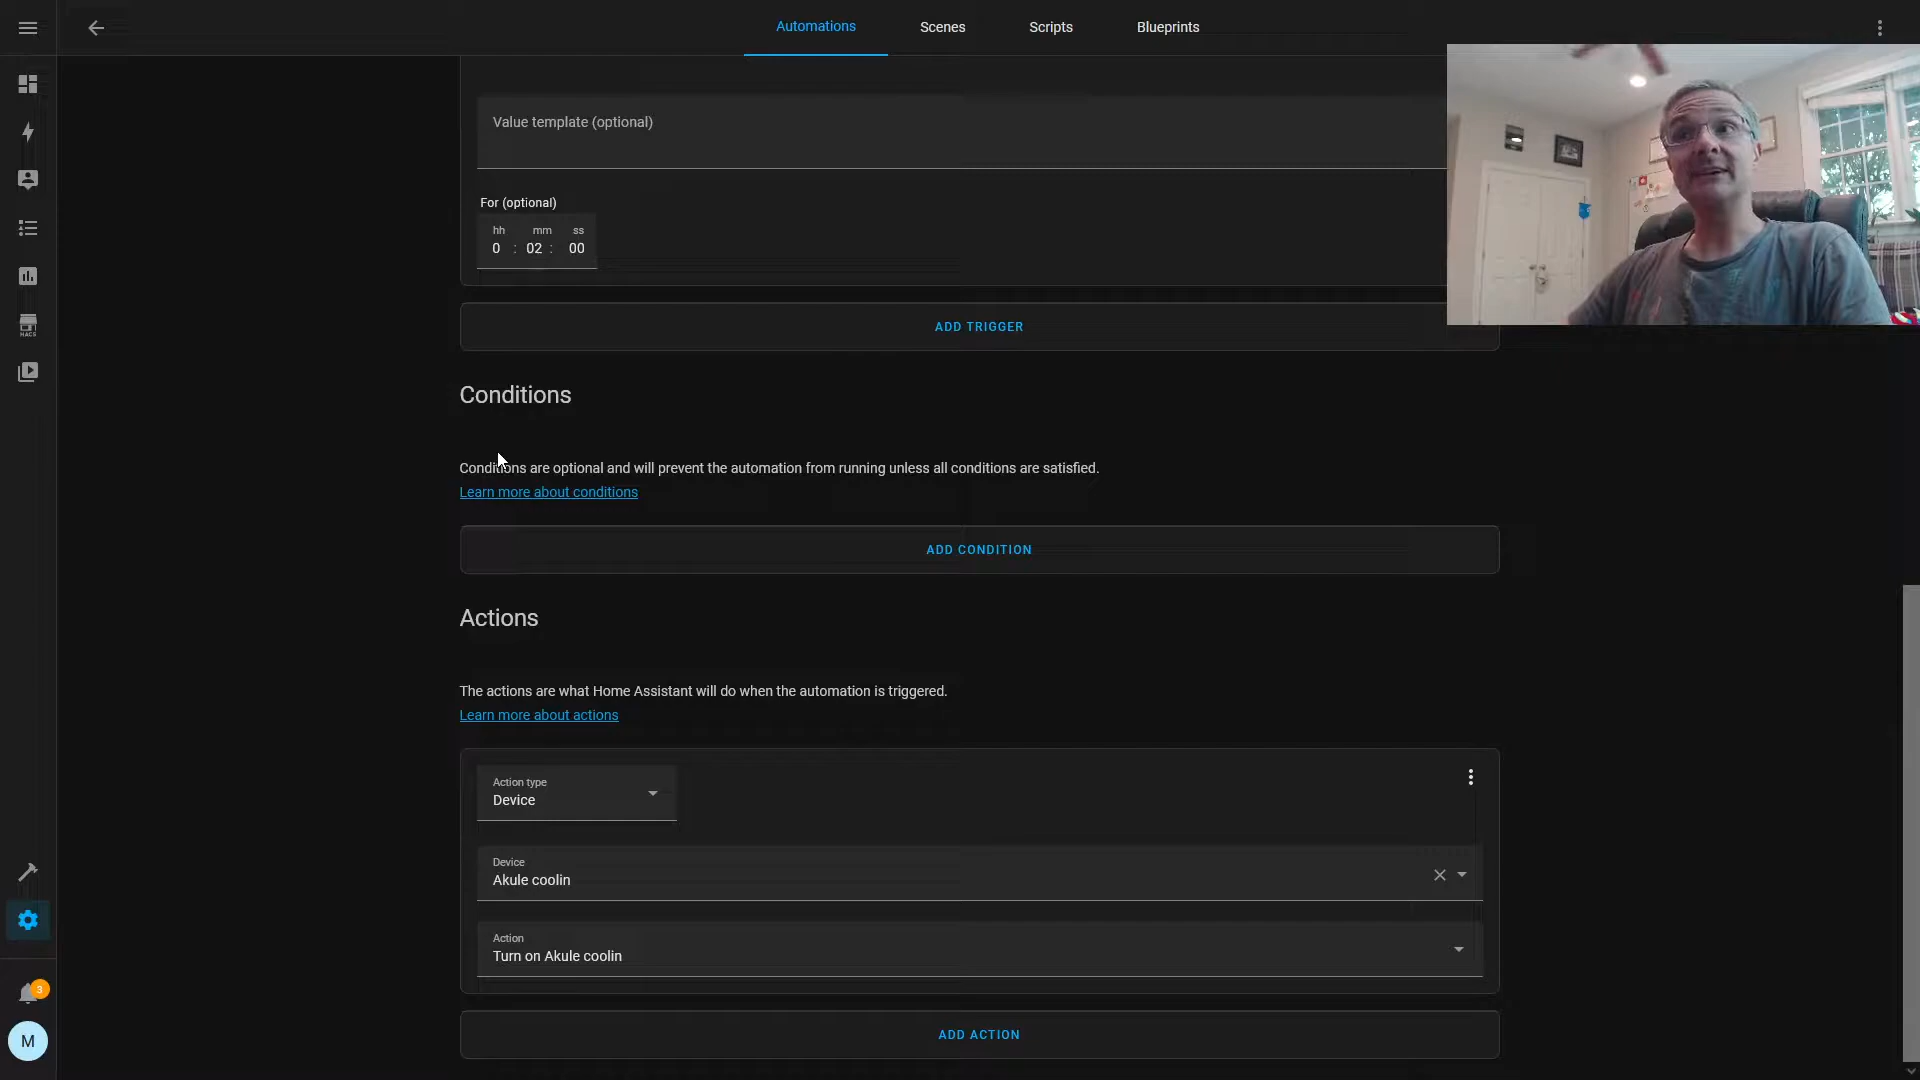 Automations
Scenes
Scripts
Blueprints
Value template (optional)
For (optional)
hh mm ss
0 : 02 : 00
ADD TRIGGER
Conditions
Conditions are optional and will prevent the automation from running unless all conditions are satisfied.
Learn more about conditions
ADD CONDITION
Actions
The actions are what Home Assistant will do when the automation is triggered.
Learn more about actions
Action type
Device
Device
Akule coolin
Action
Turn on Akule coolin
ADD ACTION
HACS
3
M